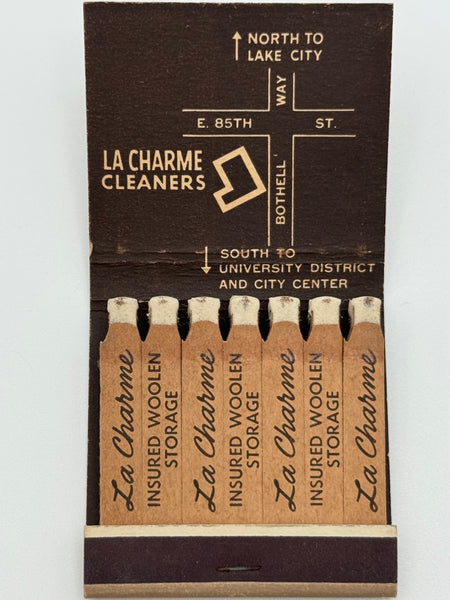 NORTH TO
LAKE CITY
WAY
E. 85TH ST.
LA CHARME
CLEANERS
BOTHELL
SOUTH TO
UNIVERSITY DISTRICT
AND CITY CENTER
La Charme
INSURED WOOLEN
STORAGE
La Charme
INSURED WOOLEN
STORAGE
La Charme
INSURED WOOLEN
STORAGE
La Charme